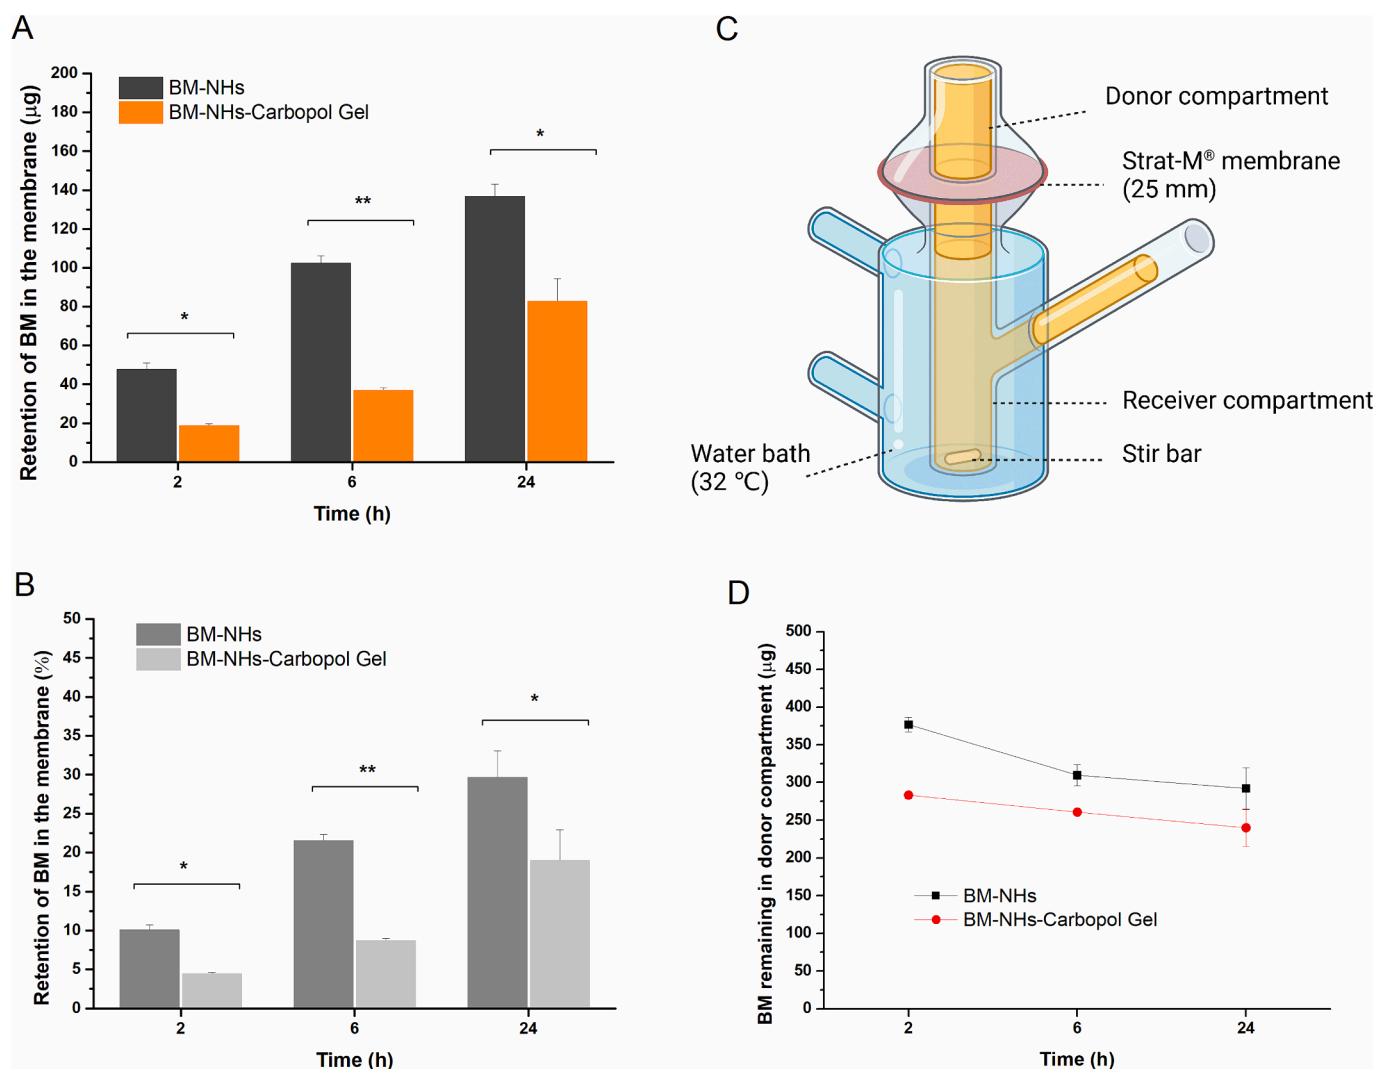 A
Retention of BM in the membrane (μg)
200
180
160
140
120
100
80
60
40
20
0
BM-NHs
BM-NHs-Carbopol Gel
*
**
*
2
6
24
Time (h)
C
Donor compartment
Strat-M® membrane
(25 mm)
Receiver compartment
Stir bar
Water bath
(32 °C)
B
Retention of BM in the membrane (%)
50
45
40
35
30
25
20
15
10
5
0
BM-NHs
BM-NHs-Carbopol Gel
*
**
*
2
6
24
Time (h)
D
BM remaining in donor compartment (μg)
500
450
400
350
300
250
200
150
100
50
0
BM-NHs
BM-NHs-Carbopol Gel
2
6
24
Time (h)